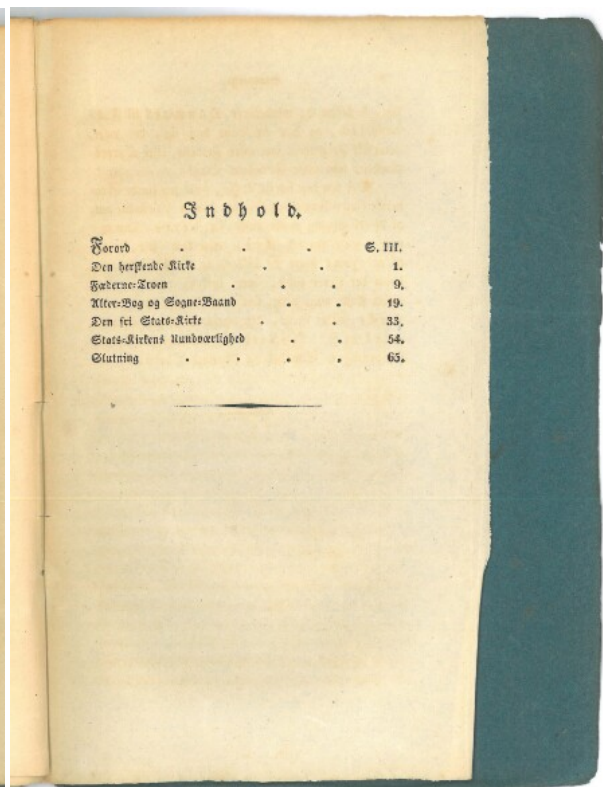 Indhold.
Forord . . . S. III.
Den herskende Kirke . . 1.
Fæderne=Troen . . . 9.
Alter=Bog og Sogne=Baand . . 19.
Den fri Stats=Kirke . . 33.
Stats=Kirkens Uundværlighed . . 54.
Slutning . . . . 65.